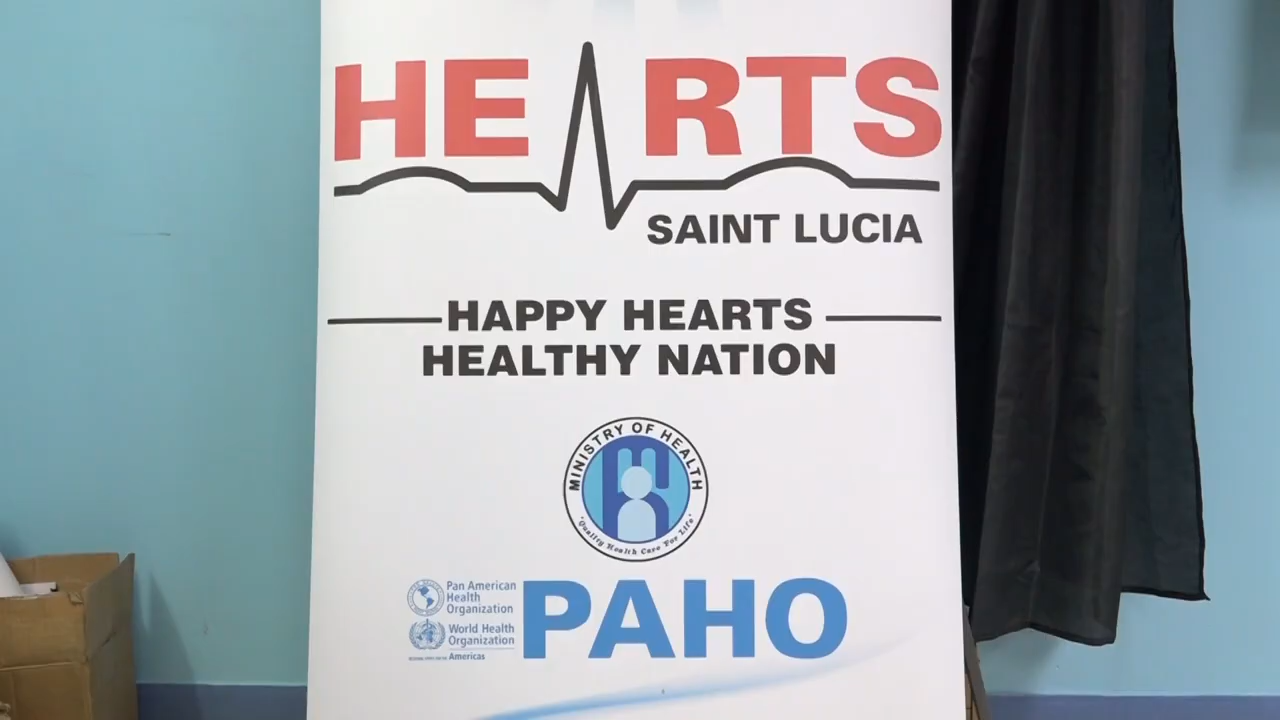 HEARTS
SAINT LUCIA
HAPPY HEARTS
HEALTHY NATION
MINISTRY OF HEALTH
"Quality Health Care For Life"
Pan American
Health
Organization
World Health
Organization
Americas
PAHO